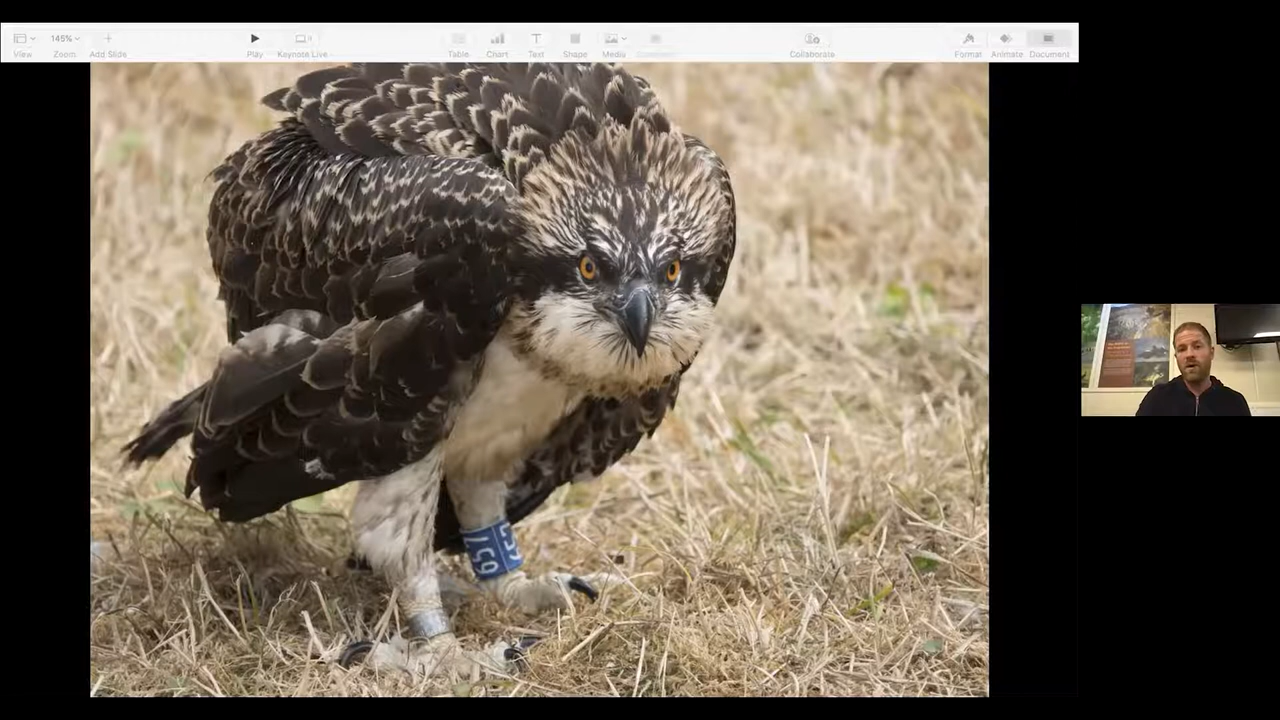 View
145%
Zoom
Add Slide
Play
Keynote Live
Table
Chart
Text
Shape
Media
Collaborate
Format
Animate
Document